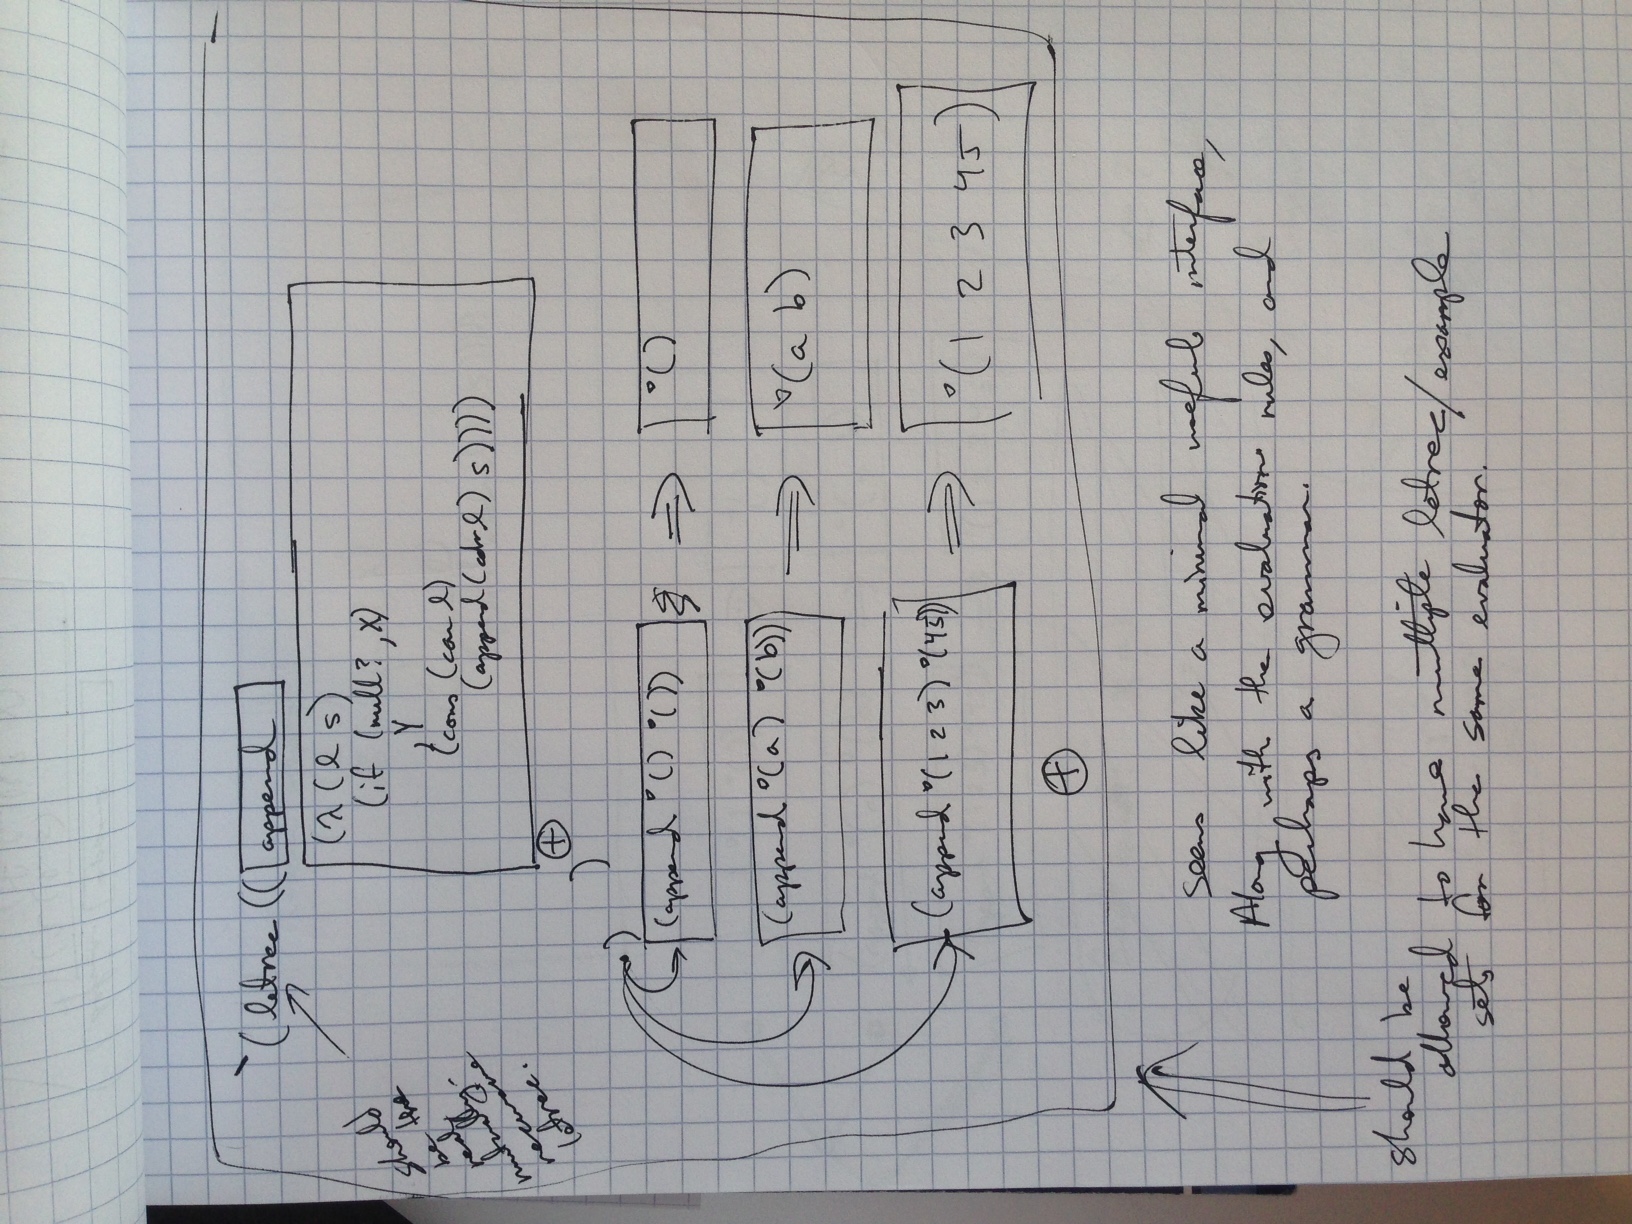 `(letrec ((append
(λ (l s)
(if (null? ,X)
,Y
(cons (car l)
(append (cdr l) s))))
⊕
)
)
should
be the
real
mutually-
recursive
letrec.
(append °() °()) ⇒ °()
(append °(a) °(b)) ⇒ °(a b)
(append °(1 2 3) °(4 5)) ⇒ °(1 2 3 4 5)
⊕
seems like a minimal useful interface,
Along with the evaluation rules, and
perhaps a grammar.
should be
allowed to have multiple letrec/example
sets for the same evaluator.